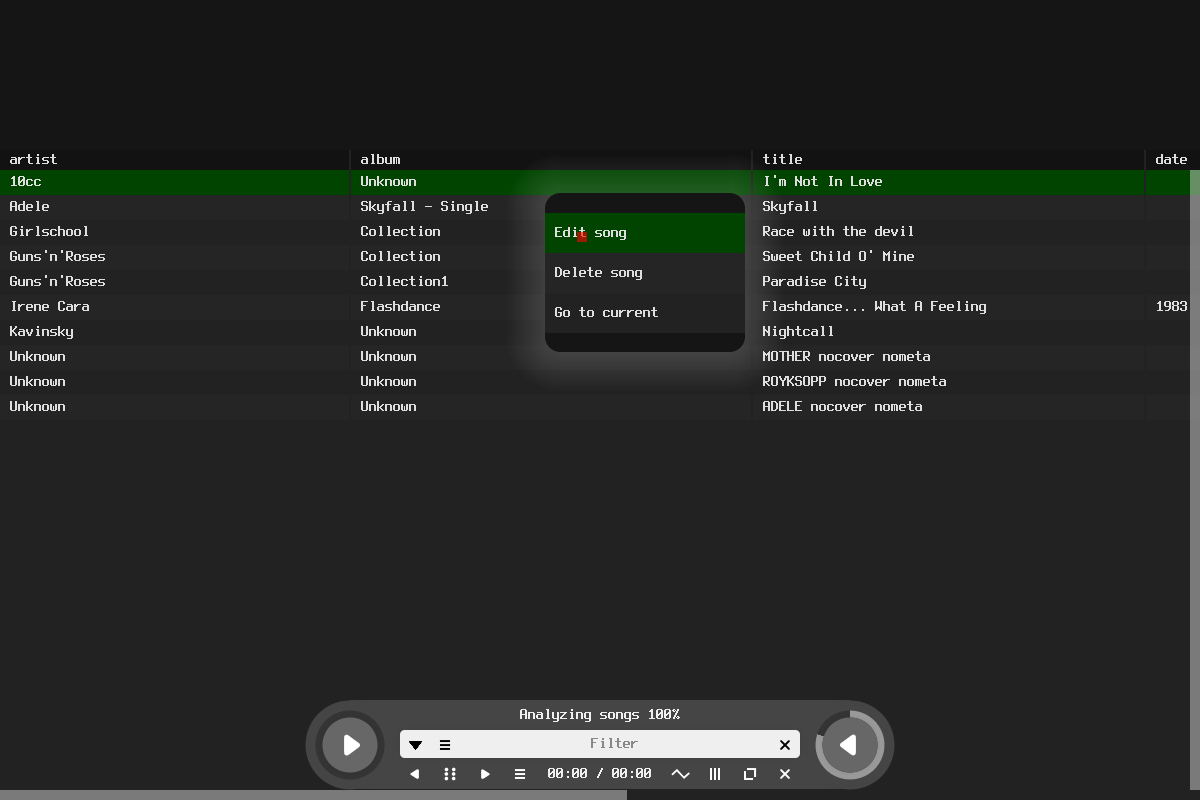 artist album title date
10cc Unknown I'm Not In Love
Adele Skyfall - Single Skyfall
Girlschool Collection Race with the devil
Guns'n'Roses Collection Sweet Child O' Mine
Guns'n'Roses Collection1 Paradise City
Irene Cara Flashdance Flashdance... What A Feeling 1983
Kavinsky Unknown Nightcall
Unknown Unknown MOTHER nocover nometa
Unknown Unknown ROYKSOPP nocover nometa
Unknown Unknown ADELE nocover nometa
Edit song
Delete song
Go to current
Analyzing songs 100%
Filter
00:00 / 00:00